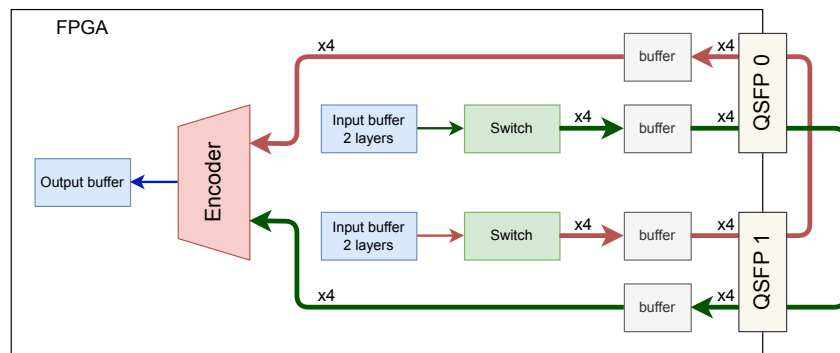 FPGA
x4
buffer
x4
QSFP 0
Input buffer
2 layers
Switch
x4
buffer
x4
Encoder
Output buffer
Input buffer
2 layers
Switch
x4
buffer
x4
QSFP 1
x4
buffer
x4